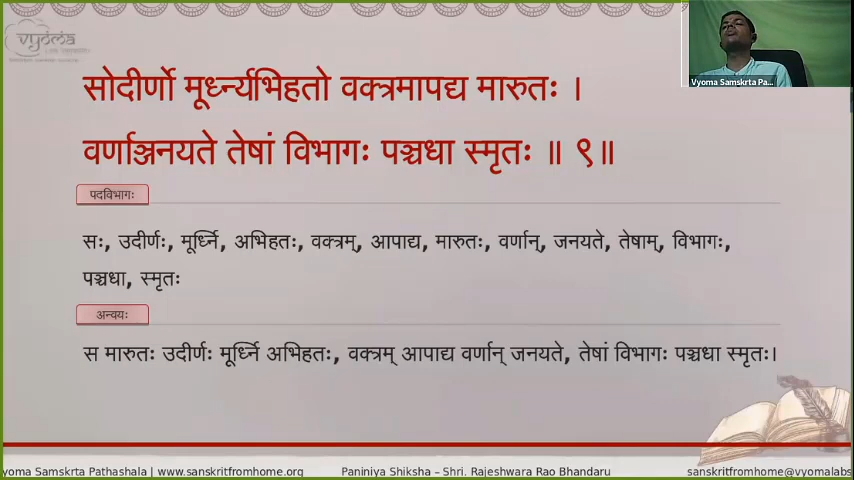 vyoma
Vyoma Samskrta Pa...
सोदीर्णो मूर्ध्न्यभिहतो वक्त्रमापद्य मारुतः ।
वर्णाञ्जनयते तेषां विभागः पञ्चधा स्मृतः ॥ ९॥
पदविभागः
सः, उदीर्णः, मूर्ध्नि, अभिहतः, वक्त्रम्, आपाद्य, मारुतः, वर्णान्, जनयते, तेषाम्, विभागः,
पञ्चधा, स्मृतः
अन्वयः
स मारुतः उदीर्णः मूर्ध्नि अभिहतः, वक्त्रम् आपाद्य वर्णान् जनयते, तेषां विभागः पञ्चधा स्मृतः।
yoma Samskrta Pathashala | www.sanskritfromhome.org Paniniya Shiksha – Shri. Rajeshwara Rao Bhandaru sanskritfromhome@vyomalabs